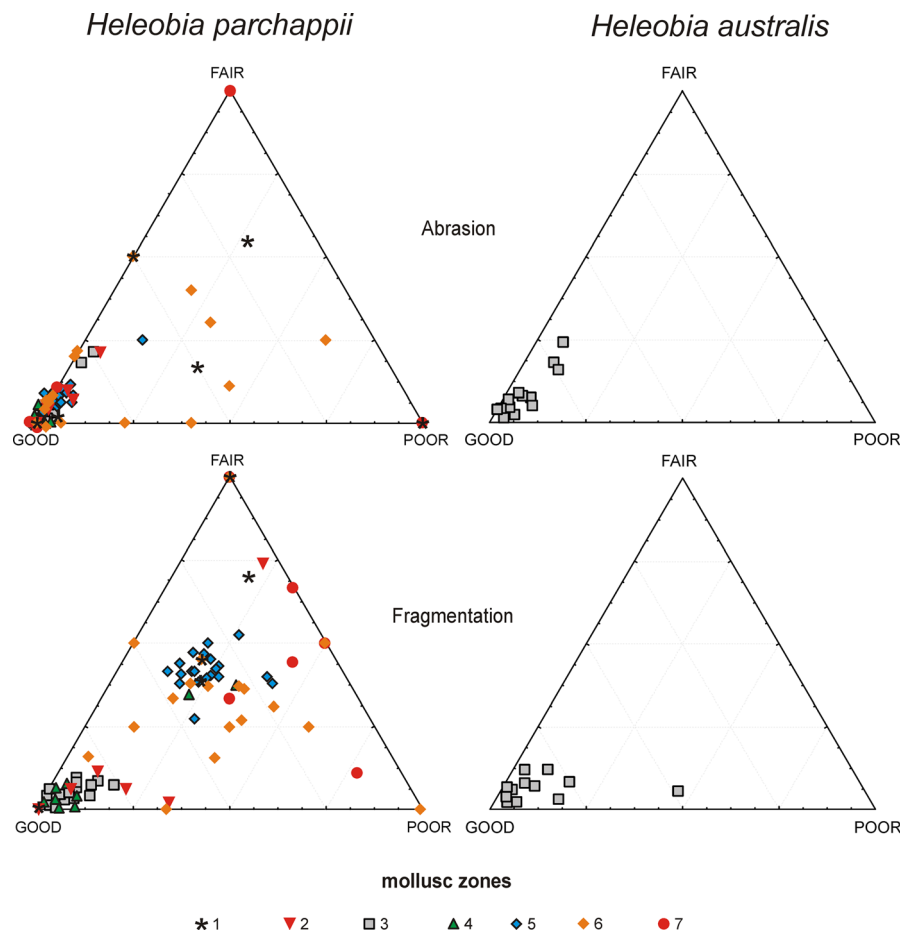 Heleobia parchappii
Heleobia australis
FAIR
FAIR
Abrasion
GOOD
POOR
GOOD
POOR
FAIR
FAIR
Fragmentation
GOOD
POOR
GOOD
POOR
mollusc zones
1 2 3 4 5 6 7